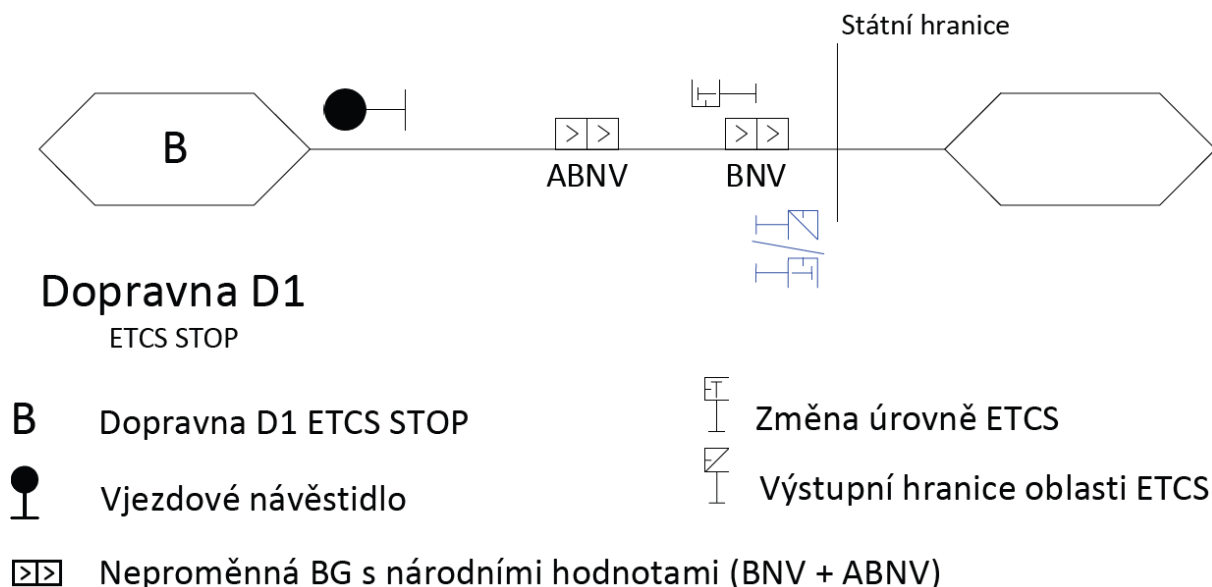 Státní hranice
B
ABNV
BNV
Dopravna D1
ETCS STOP
B Dopravna D1 ETCS STOP
Vjezdové návěstidlo
Neproměnná BG s národními hodnotami (BNV + ABNV)
Změna úrovně ETCS
Výstupní hranice oblasti ETCS